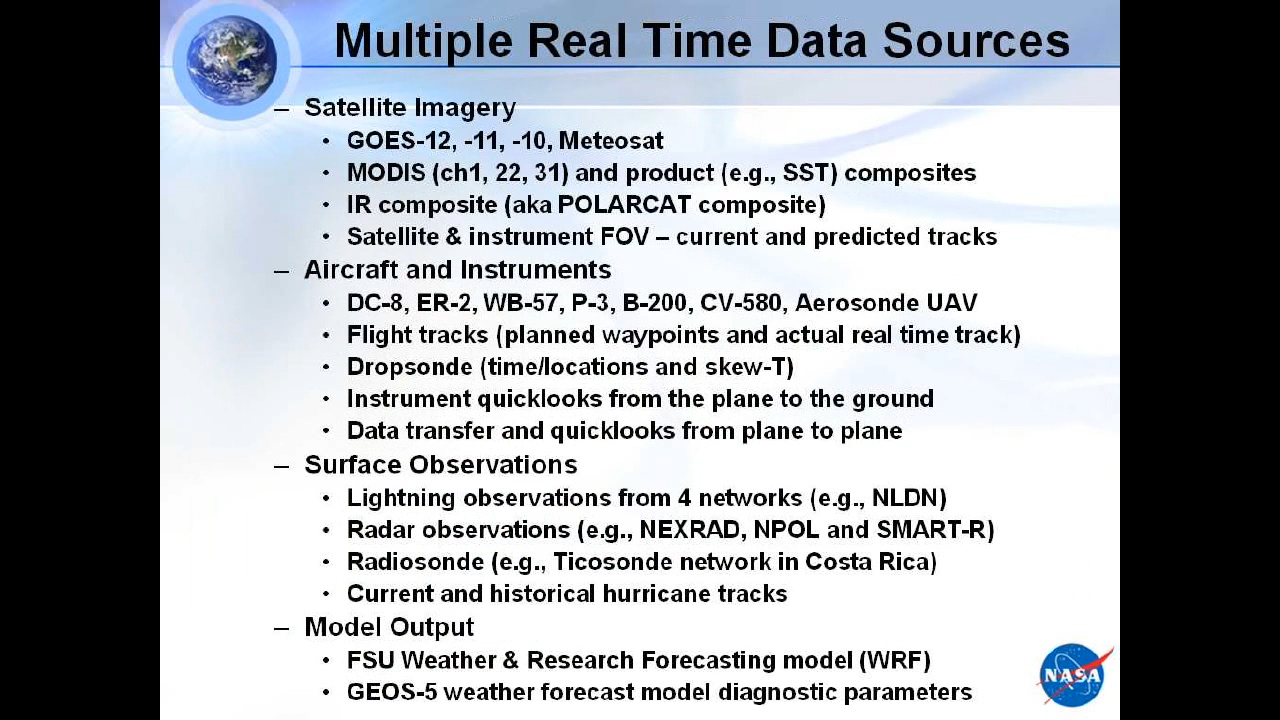 Multiple Real Time Data Sources
– Satellite Imagery
• GOES-12, -11, -10, Meteosat
• MODIS (ch1, 22, 31) and product (e.g., SST) composites
• IR composite (aka POLARCAT composite)
• Satellite & instrument FOV – current and predicted tracks
– Aircraft and Instruments
• DC-8, ER-2, WB-57, P-3, B-200, CV-580, Aerosonde UAV
• Flight tracks (planned waypoints and actual real time track)
• Dropsonde (time/locations and skew-T)
• Instrument quicklooks from the plane to the ground
• Data transfer and quicklooks from plane to plane
– Surface Observations
• Lightning observations from 4 networks (e.g., NLDN)
• Radar observations (e.g., NEXRAD, NPOL and SMART-R)
• Radiosonde (e.g., Ticosonde network in Costa Rica)
• Current and historical hurricane tracks
– Model Output
• FSU Weather & Research Forecasting model (WRF)
• GEOS-5 weather forecast model diagnostic parameters
NASA